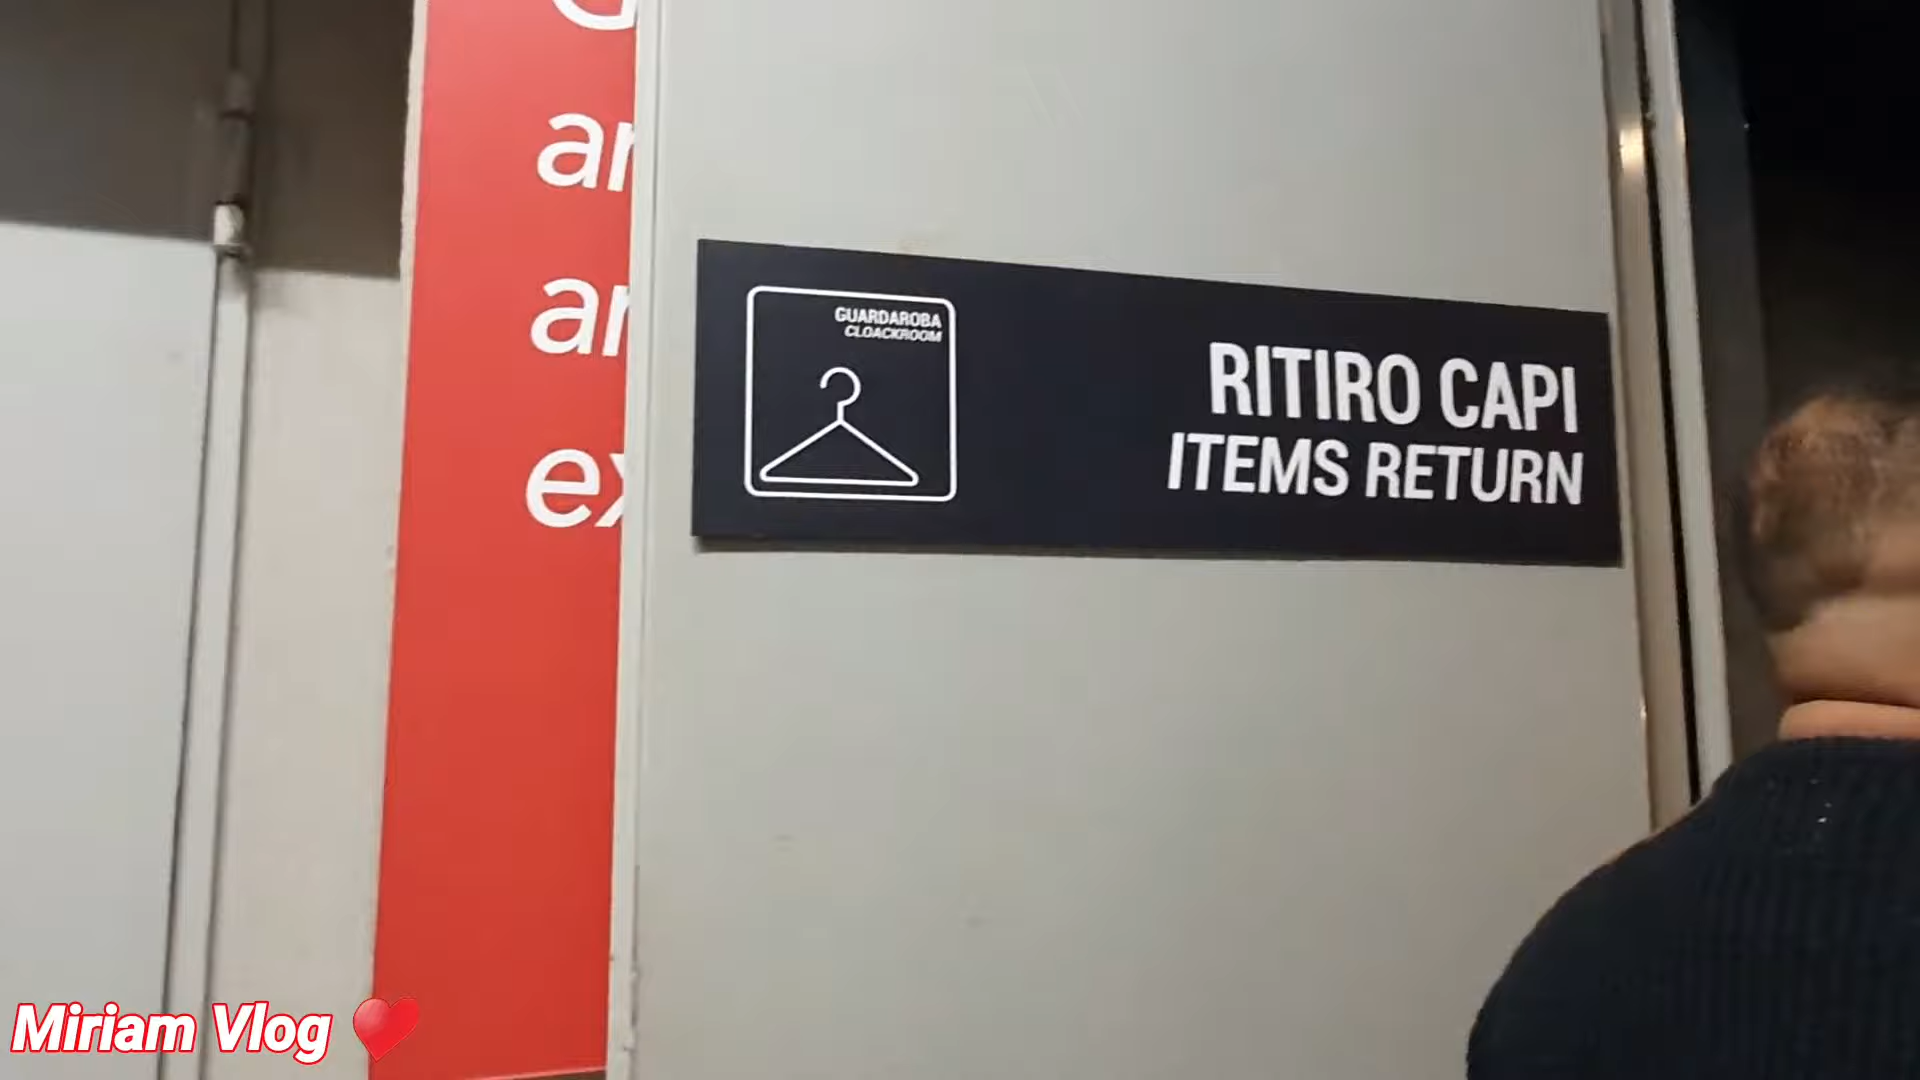 GUARDAROBA
CLOACKROOM
RITIRO CAPI
ITEMS RETURN
Miriam Vlog